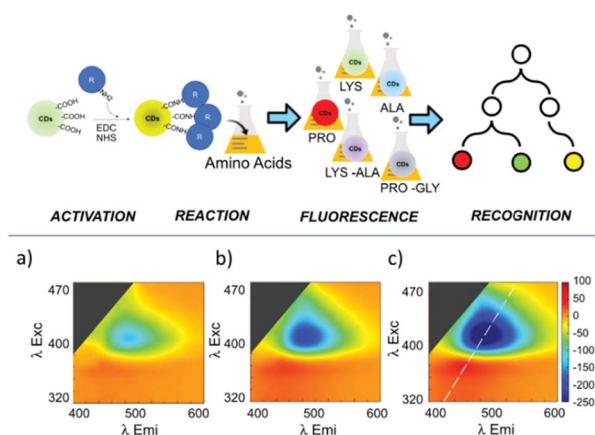 R
NH₂
CDs
-COOH
-COOH
-COOH
EDC
NHS
CDs
-CONH
-CONH
-CONH
R
R
R
Amino Acids
CDs
LYS
CDs
ALA
CDs
PRO
CDs
LYS -ALA
CDs
PRO -GLY
ACTIVATION REACTION FLUORESCENCE RECOGNITION
a) b) c)
λ Exc
470
400
320
400 500 600
λ Emi
λ Exc
470
400
320
400 500 600
λ Emi
λ Exc
470
400
320
400 500 600
λ Emi
100
50
0
-50
-100
-150
-200
-250